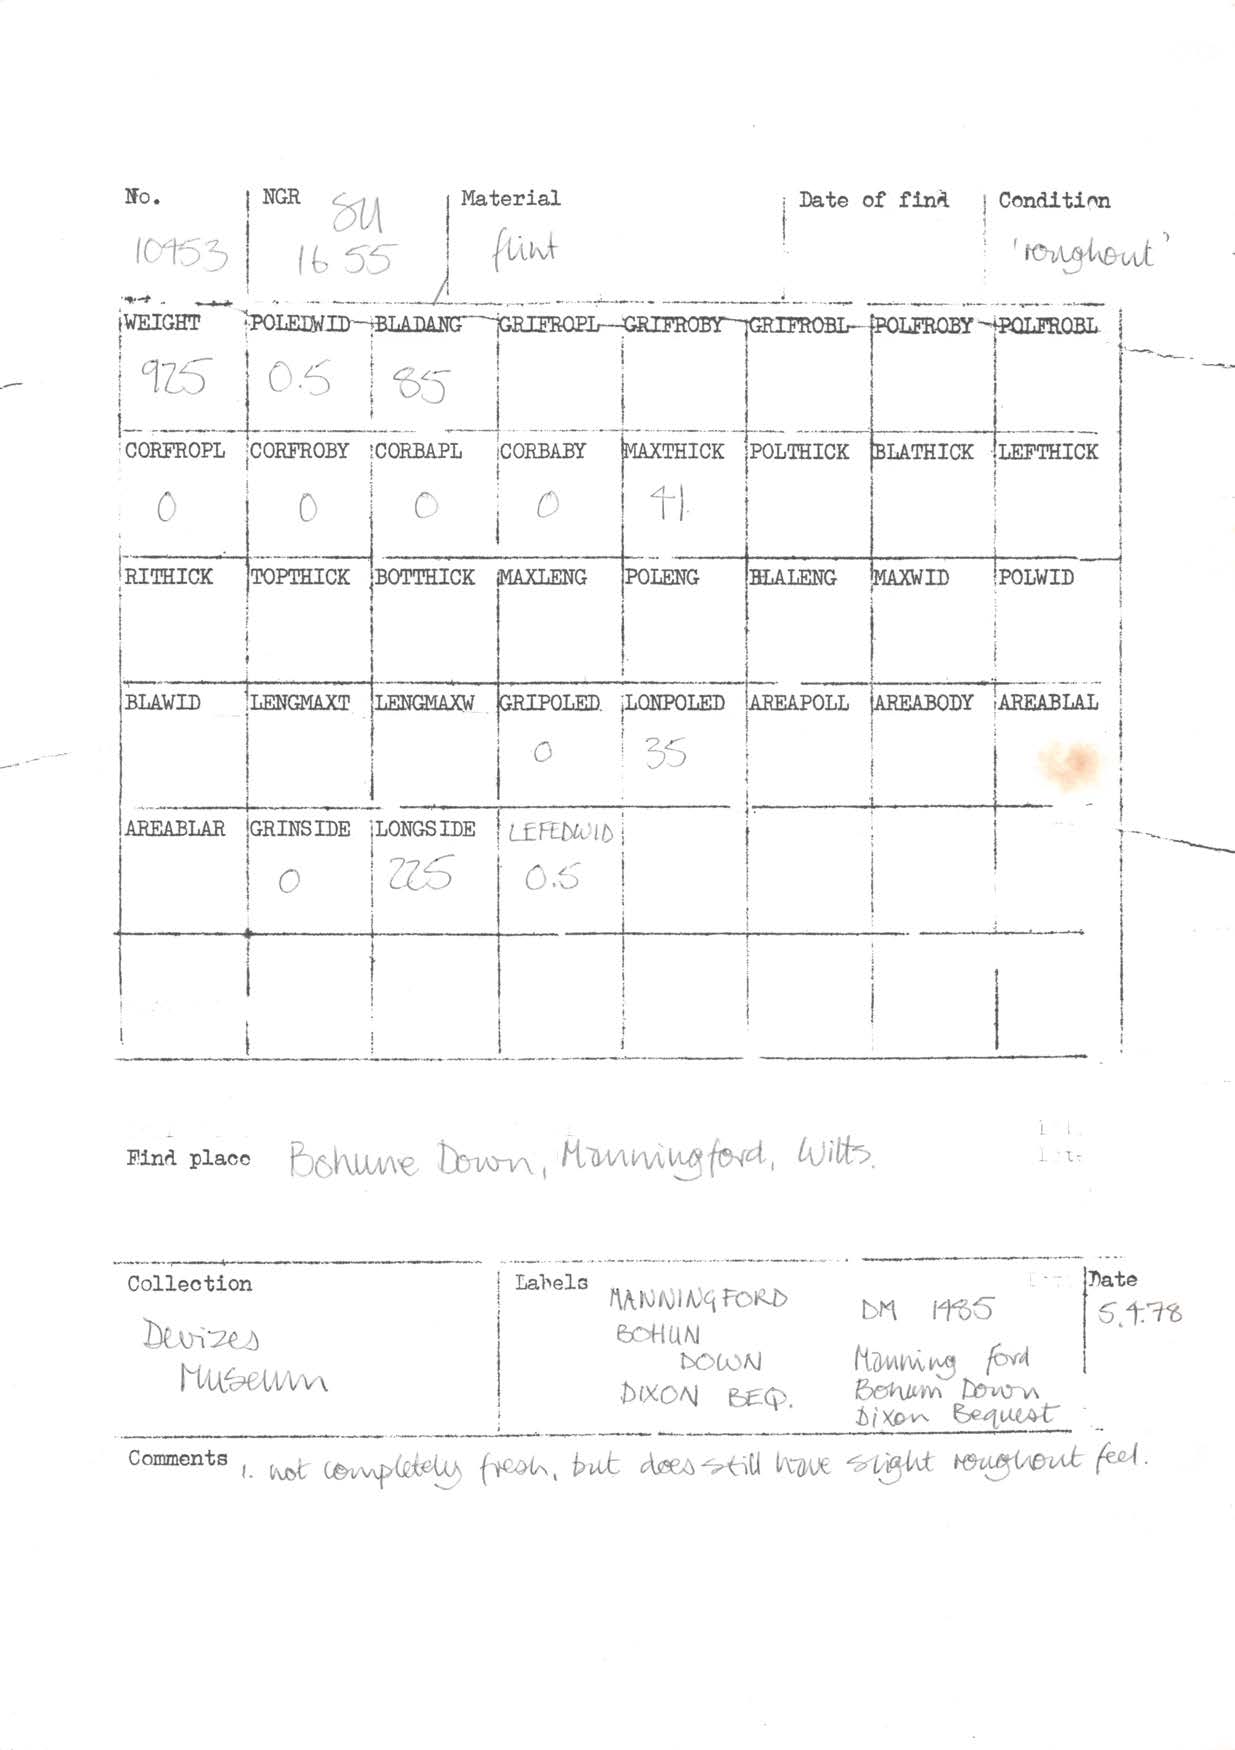 No. NGR SU Material Date of find Condition
10453 16 55 flint 'roughout'
WEIGHT POLEDWID BLADANG GRIFROPL GRIFROBY GRIFROBL POLFROBY POLFROBL
925 0.5 85
CORFROPL CORFROBY CORBAPL CORBABY MAXTHICK POLTHICK BLATHICK LEFTHICK
0 0 0 0 41
RITHICK TOPTHICK BOTTHICK MAXLENG POLENG BLALENG MAXWID POLWID
BLAWID LENGMAXT LENGMAXW GRIPOLED LONPOLED AREAPOLL AREABODY AREABLAL
0 35
AREABLAR GRINSIDE LONGSIDE LEFEDWID
0 225 0.5
Find place Bohune Down, Manningford, Wilts.
Collection Labels Date
Devizes
Museum
MANNINGFORD
BOHUN
DOWN
DIXON BEQ.
DM 1485
Manning ford
Bohum Down
Dixon Bequest
5.4.78
Comments 1. not completely fresh, but does still have slight roughout feel.